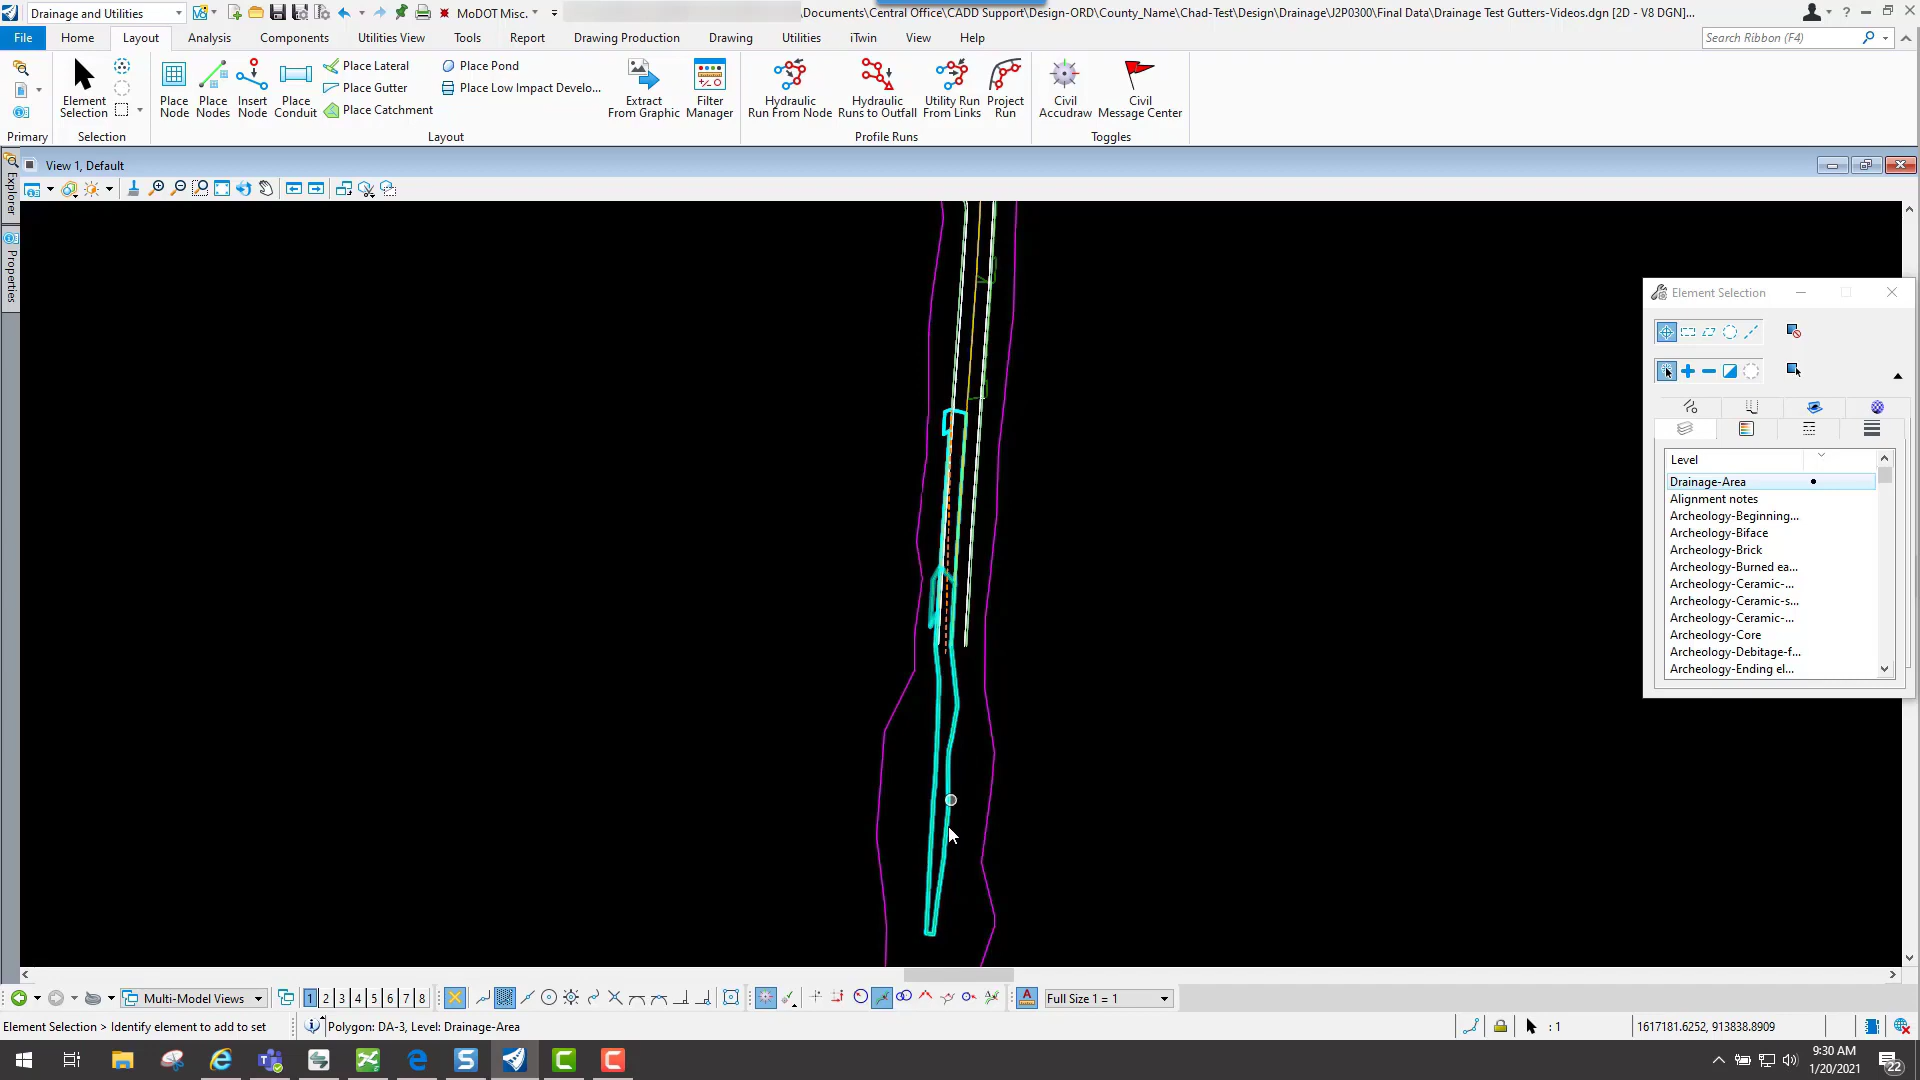 Drainage and Utilities
MoDOT Misc.
\Documents\Central Office\CADD Support\Design-ORD\County_Name\Chad-Test\Design\Drainage\J2P0300\Final Data\Drainage Test Gutters-Videos.dgn [2D - V8 DGN]...
File Home Layout Analysis Components Utilities View Tools Report Drawing Production Drawing Utilities iTwin View Help
Search Ribbon (F4)
Place Lateral
Place Gutter
Place Catchment
Place Pond
Place Low Impact Develo...
Element Selection
Place Node
Place Nodes
Insert Node
Place Conduit
Extract From Graphic
Filter Manager
Hydraulic Run From Node
Hydraulic Runs to Outfall
Utility Run From Links
Project Run
Civil Accudraw
Civil Message Center
Primary Selection Layout Profile Runs Toggles
View 1, Default
Explorer
Properties
Element Selection
Level
Drainage-Area
Alignment notes
Archeology-Beginning...
Archeology-Biface
Archeology-Brick
Archeology-Burned ea...
Archeology-Ceramic-...
Archeology-Ceramic-s...
Archeology-Ceramic-...
Archeology-Core
Archeology-Debitage-f...
Archeology-Ending el...
Multi-Model Views 1 2 3 4 5 6 7 8 Full Size 1 = 1
Element Selection > Identify element to add to set
Polygon: DA-3, Level: Drainage-Area
: 1
1617181.6252, 913838.8909
9:30 AM
1/20/2021
22